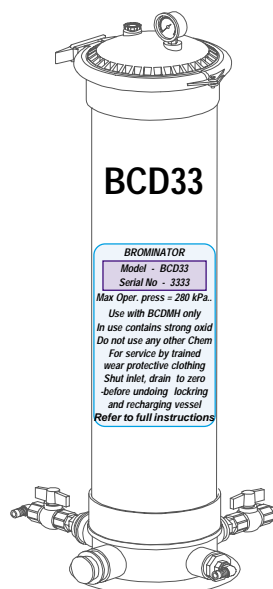 BCD33
BROMINATOR
Model - BCD33
Serial No - 3333
Max Oper. press = 280 kPa..
Use with BCDMH only
In use contains strong oxid
Do not use any other Chem
For service by trained
wear protective clothing
Shut inlet, drain to zero
-before undoing lockring
and recharging vessel
Refer to full instructions